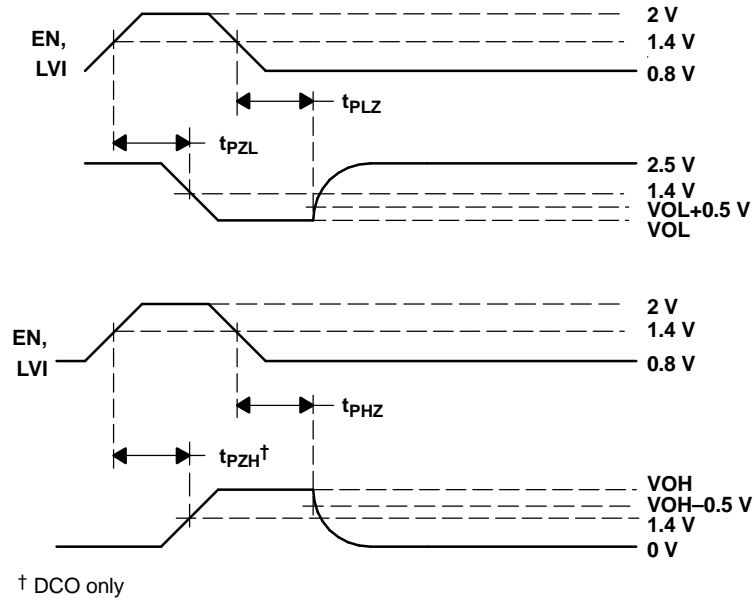 2 V
EN,
1.4 V
LVI
0.8 V
tPLZ
tPZL
2.5 V
1.4 V
VOL+0.5 V
VOL
2 V
EN,
1.4 V
LVI
0.8 V
tPHZ
tPZH†
VOH
VOH–0.5 V
1.4 V
0 V
† DCO only